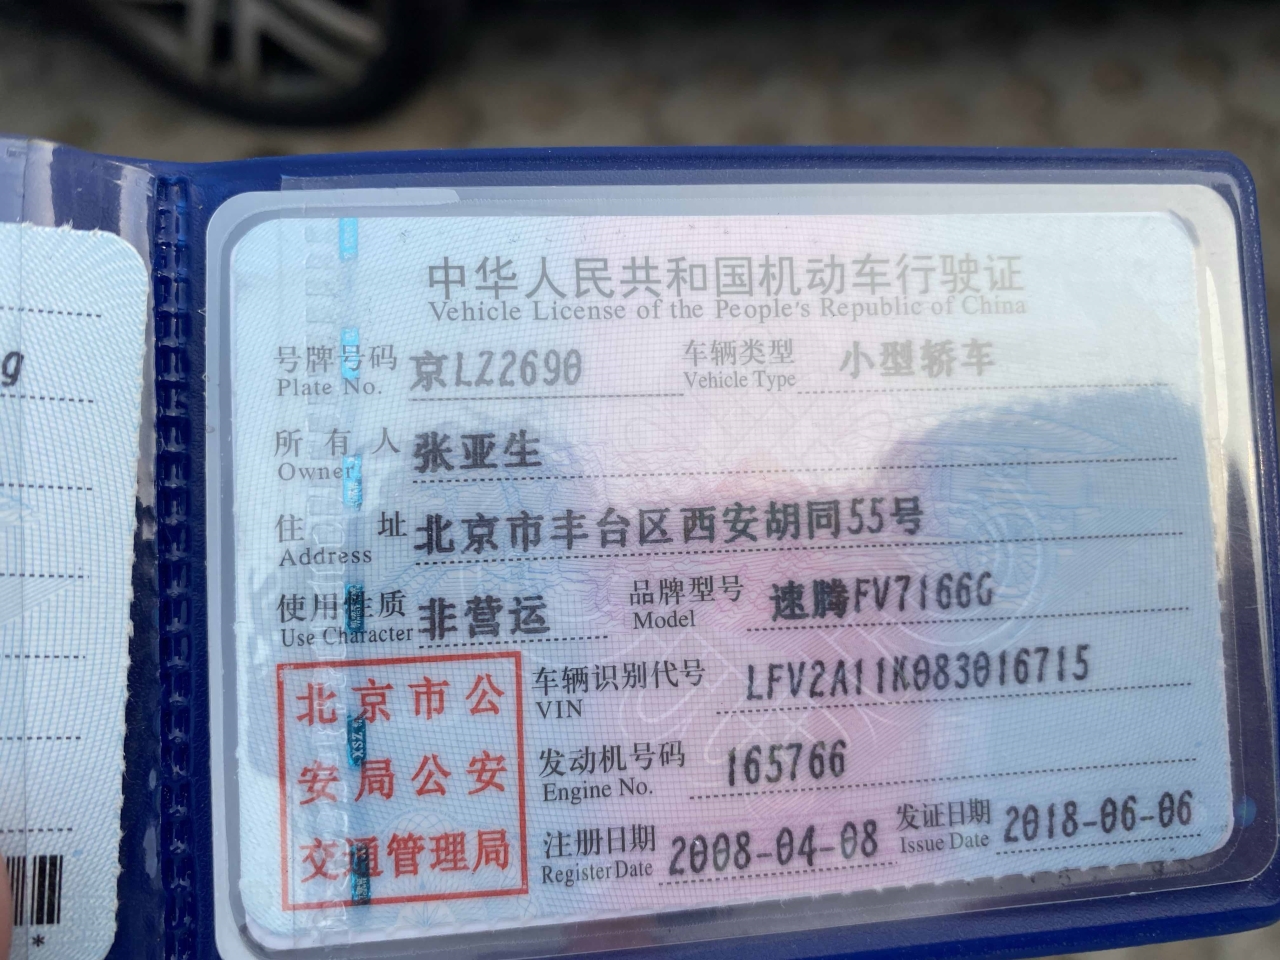 中华人民共和国机动车行驶证
Vehicle License of the People's Republic of China
号牌号码 京LZ2690 车辆类型 小型轿车
Plate No. Vehicle Type
所有人 张亚生
Owner
住址 北京市丰台区西安胡同55号
Address
使用性质 非营运 品牌型号 速腾FV7166G
Use Character Model
北京市公
安局公安
交通管理局
车辆识别代号 LFV2A11K083016715
VIN
发动机号码 165766
Engine No.
注册日期 2008-04-08 发证日期 2018-06-06
Register Date Issue Date
g
*